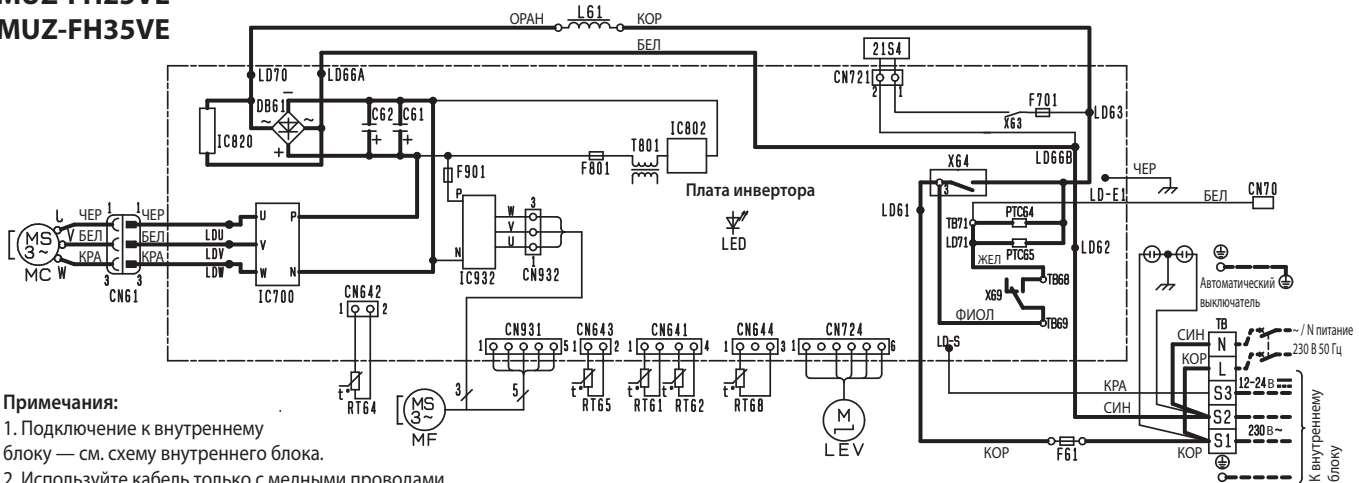 MUZ-FH35VE
ОРАН L61 КОР
БЕЛ
21S4
CN721
2 1
F701
X63
LD63
LD70 LD66A
DB61
~ ~
− +
C62 C61
+ +
IC820
T801 IC802
F801
F901
Плата инвертора
LED
X64
3
LD66B
ЧЕР
LD-E1
БЕЛ CN70
LD61
PTC64
TB71
LD71
PTC65
LD62
ЖЕЛ
X69
TB68
ФИОЛ
TB69
LD-S
MS
3~
MC
V
W
ЧЕР 1 1 ЧЕР
БЕЛ БЕЛ
КРА КРА
3 3
CN61
LDU
LDV
LDW
U P
V
W N
IC700
P
N
W
V
U
IC932
3
1
CN932
CN642
1 2
RT64
MS
3~
MF
3 5
CN931
1 5
CN643
1 2
RT65
CN641
1 4
RT61 RT62
CN644
1 3
RT68
CN724
1 6
M
LEV
t° t° t° t° t°
Автоматический
выключатель
TB
СИН N
КОР L
~ / N питание
230 В 50 Гц
КРА S3 12-24 В
СИН S2
230 В ~
КОР F61 КОР S1
К внутреннему
блоку
Примечания:
1. Подключение к внутреннему
блоку — см. схему внутреннего блока.
2. Используйте кабель только с медными проводами